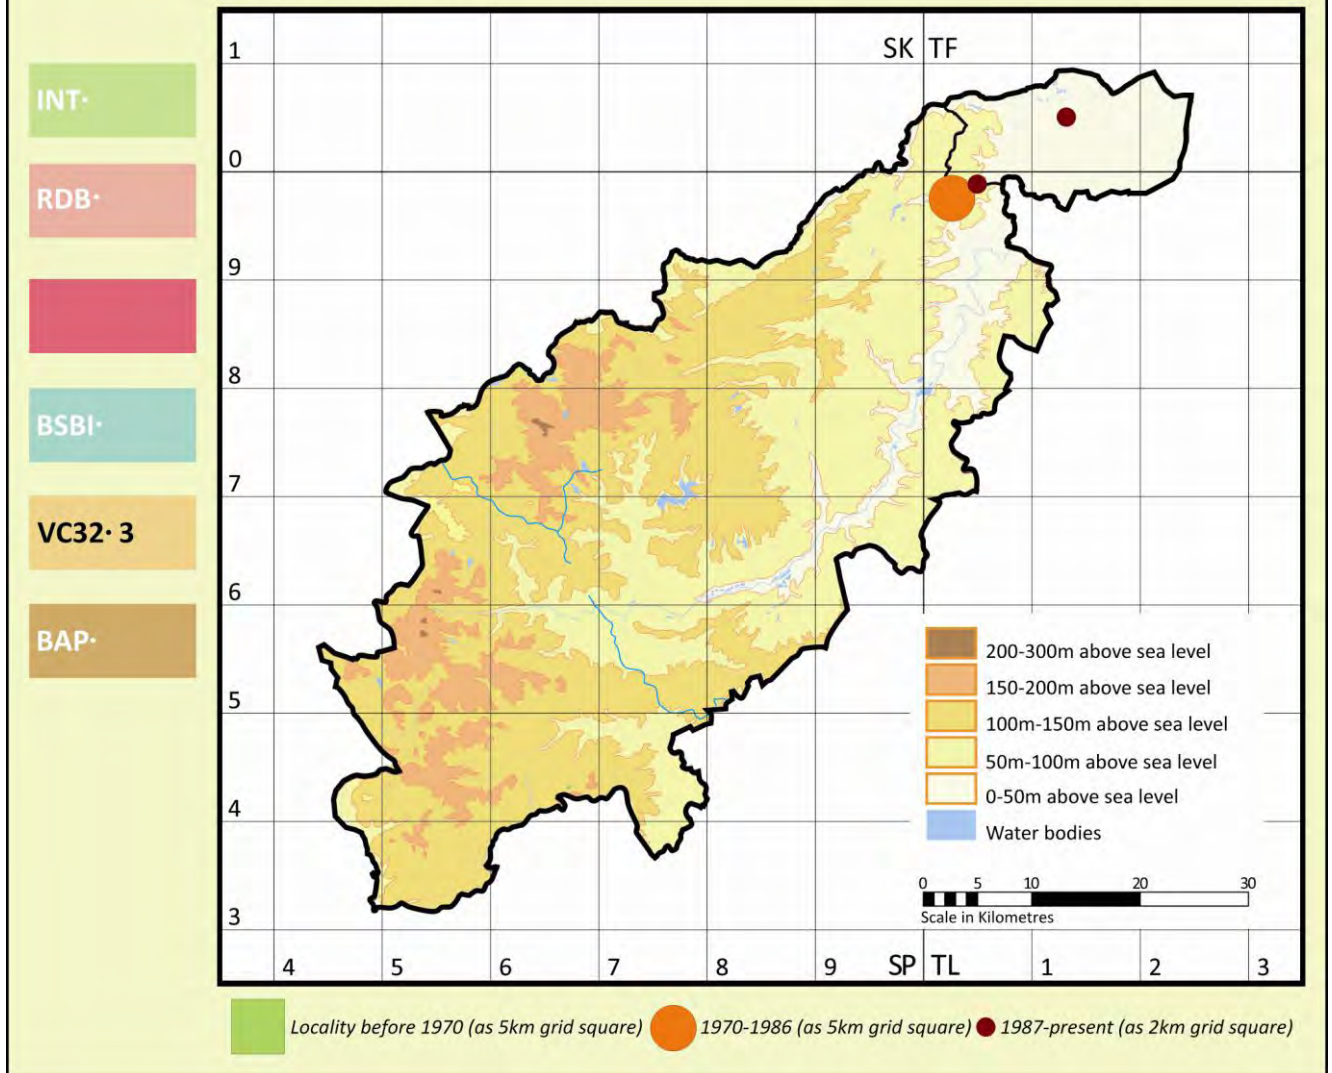 INT·
RDB·
BSBI·
VC32· 3
BAP·
SK TF
1
0
9
8
7
6
5
4
3
4 5 6 7 8 9 SP TL 1 2 3
200-300m above sea level
150-200m above sea level
100m-150m above sea level
50m-100m above sea level
0-50m above sea level
Water bodies
0 5 10 20 30
Scale in Kilometres
Locality before 1970 (as 5km grid square) 1970-1986 (as 5km grid square) 1987-present (as 2km grid square)